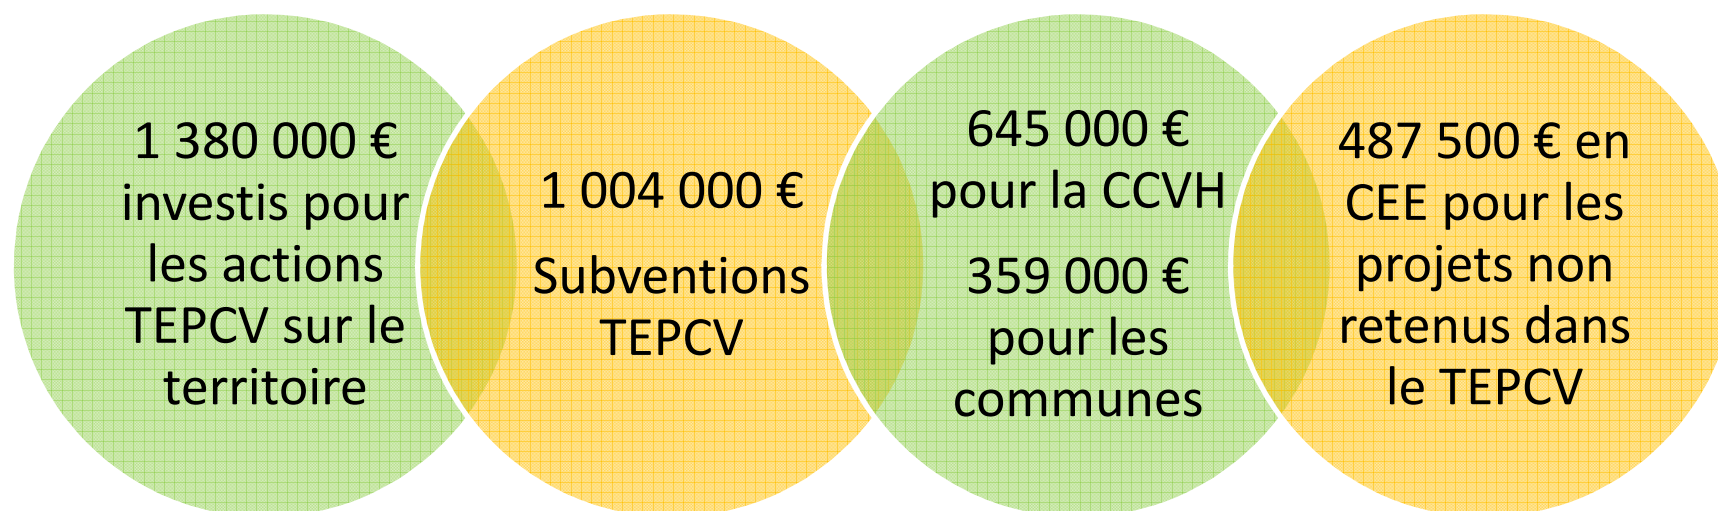 1 380 000 €
investis pour
les actions
TEPCV sur le
territoire
1 004 000 €
Subventions
TEPCV
645 000 €
pour la CCVH
359 000 €
pour les
communes
487 500 € en
CEE pour les
projets non
retenus dans
le TEPCV